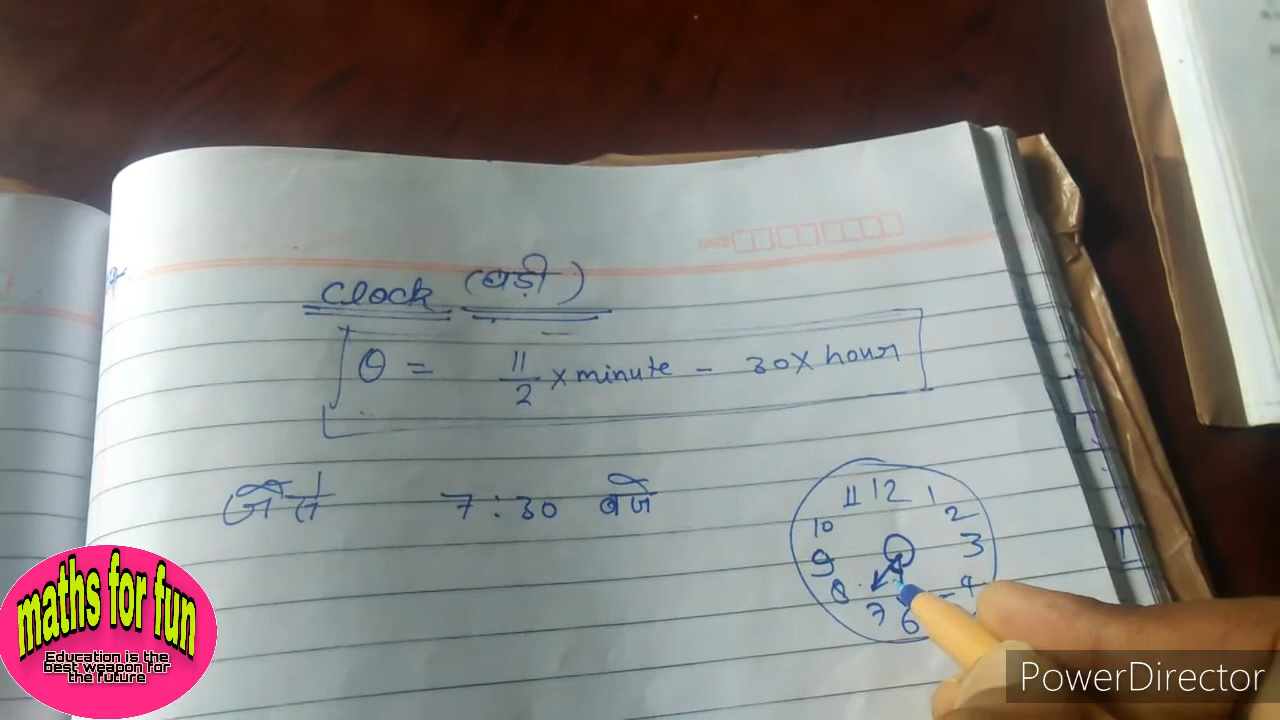 DATE
Clock (घड़ी)
θ = 11/2 × minute - 30 × hour
जैसे 7:30 बजे
11 12 1
10 2
9 3
8 4
7 6
maths for fun
Education is the
best weapon for
the future
PowerDirector